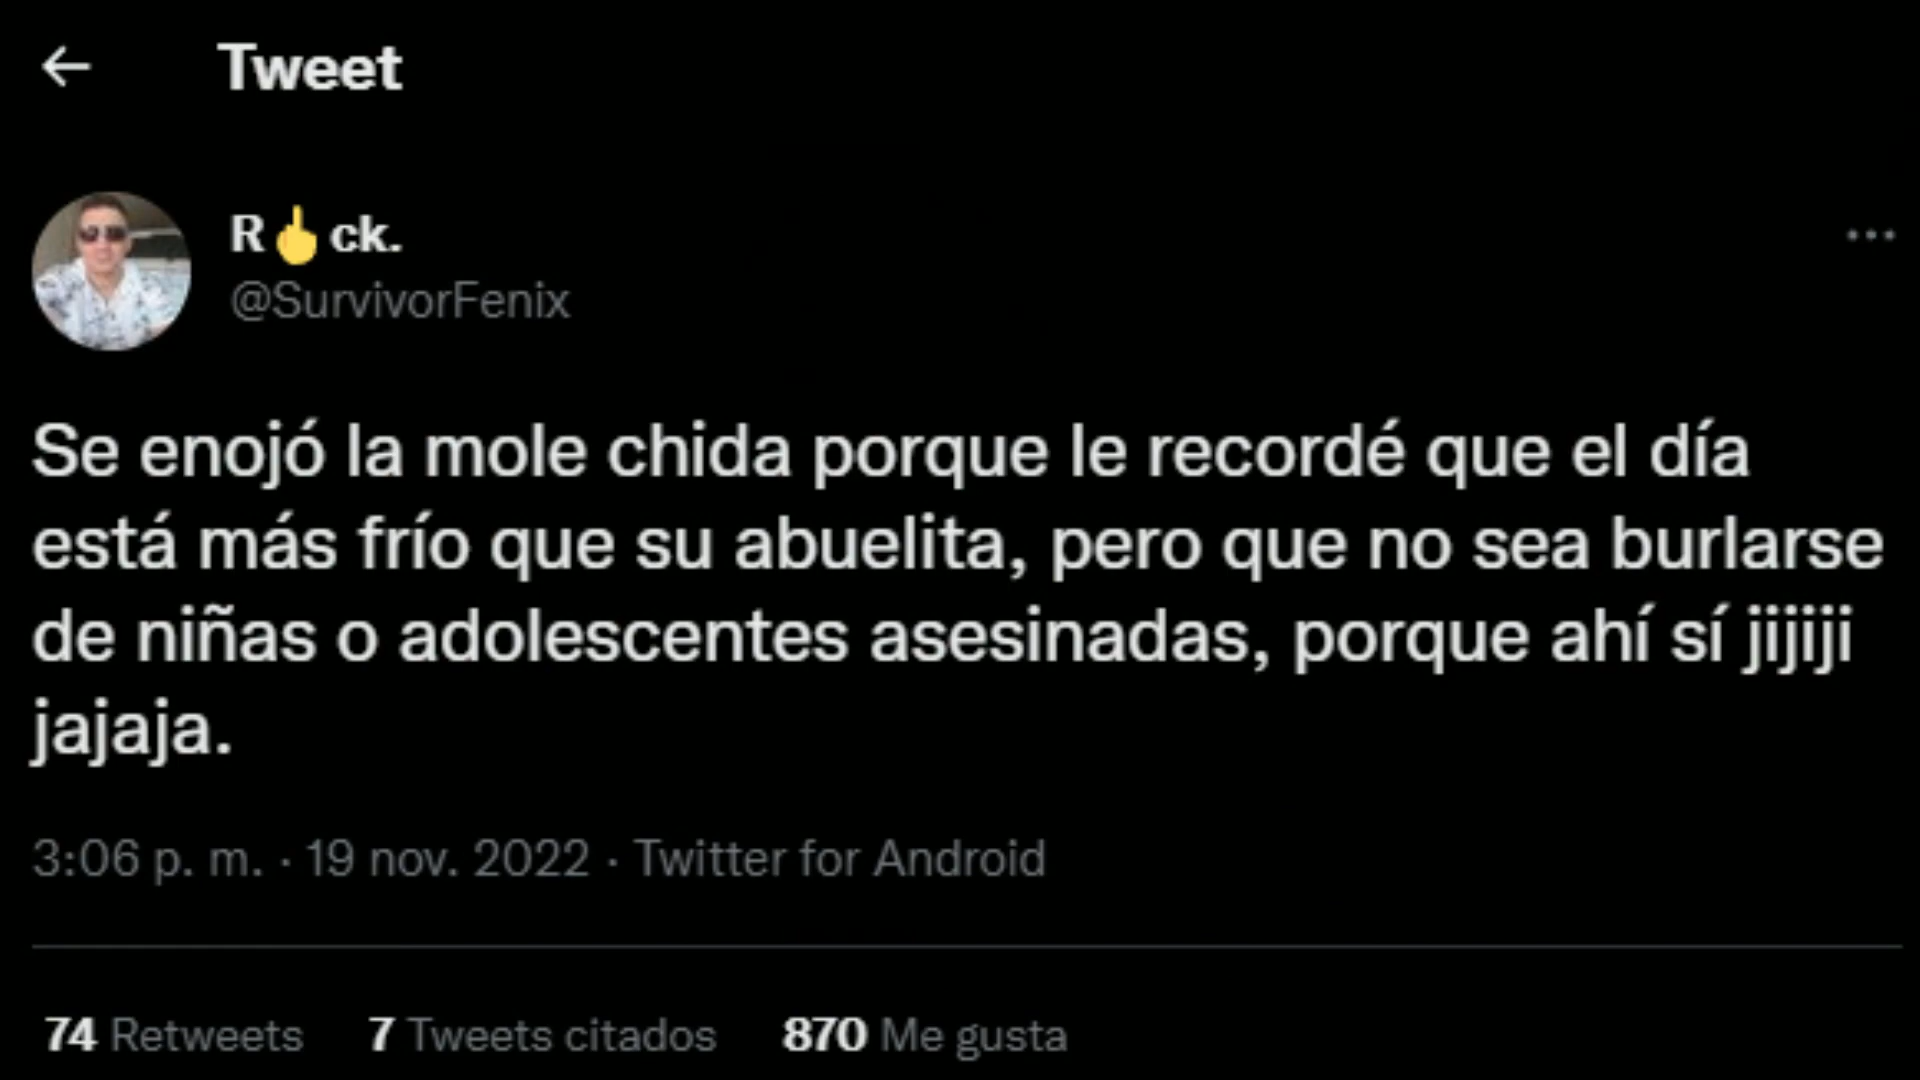 Tweet
R🖕ck.
@SurvivorFenix
Se enojó la mole chida porque le recordé que el día
está más frío que su abuelita, pero que no sea burlarse
de niñas o adolescentes asesinadas, porque ahí sí jijiji
jajaja.
3:06 p. m. · 19 nov. 2022 · Twitter for Android
74 Retweets 7 Tweets citados 870 Me gusta